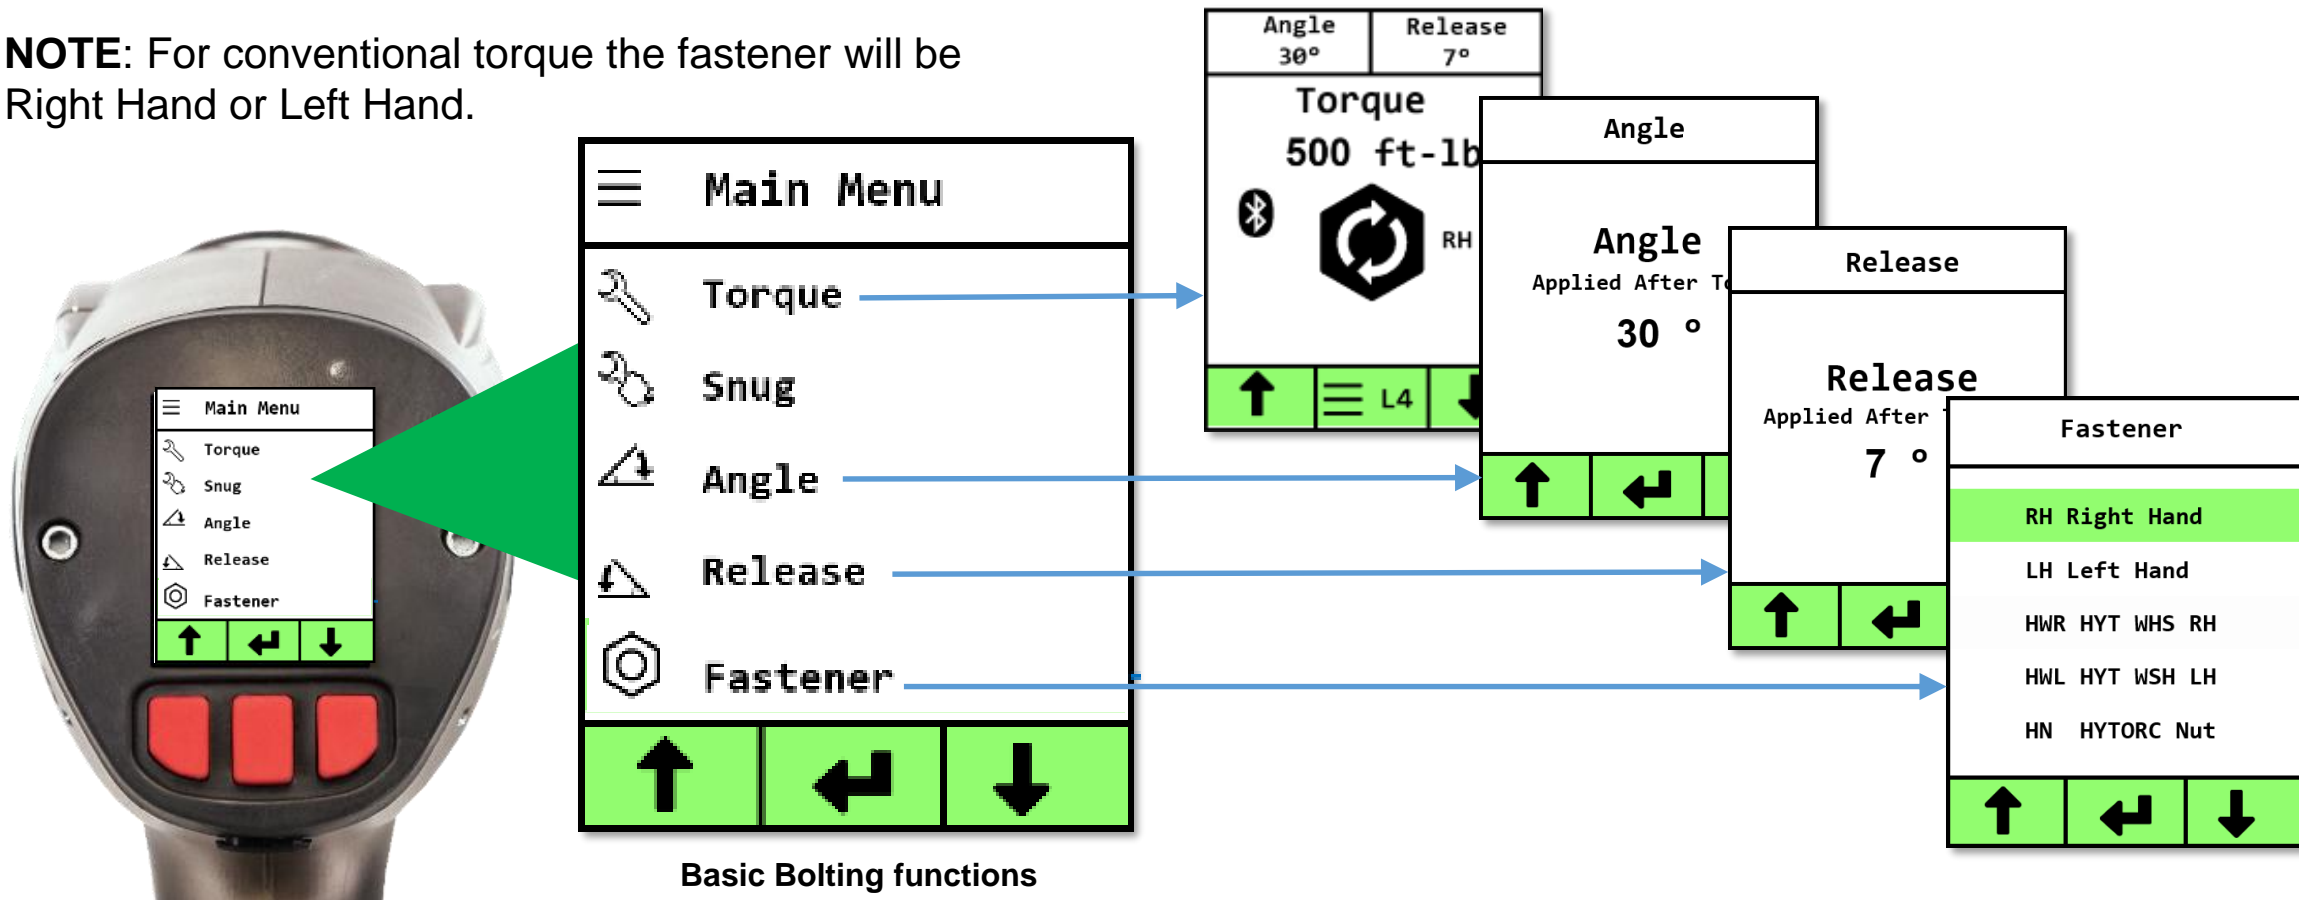 NOTE: For conventional torque the fastener will be
Right Hand or Left Hand.
Main Menu
Torque
Snug
Angle
Release
Fastener
Main Menu
Torque
Snug
Angle
Release
Fastener
Basic Bolting functions
Angle
30°
Release
7°
Torque
500 ft-lb
RH
L4
Angle
Angle
Applied After
30 °
Release
Release
Applied After
7 °
Fastener
RH Right Hand
LH Left Hand
HWR HYT WHS RH
HWL HYT WSH LH
HN HYTORC Nut